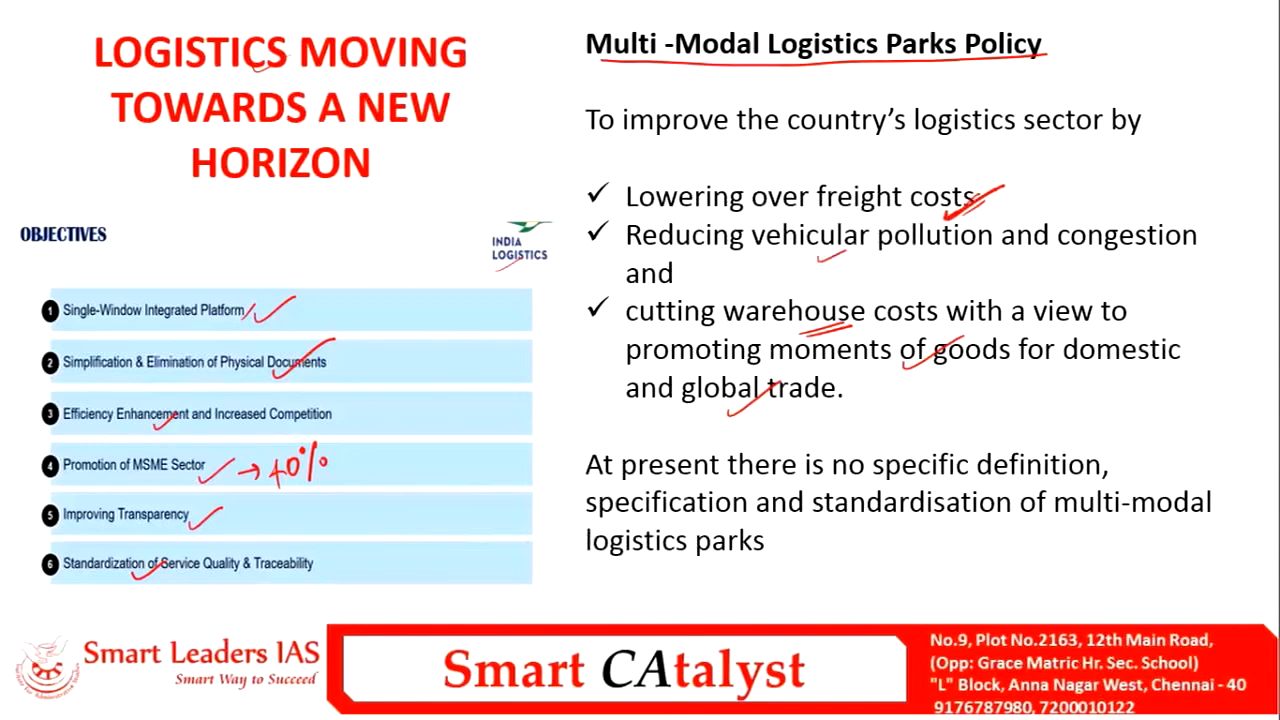 LOGISTICS MOVING
TOWARDS A NEW
HORIZON
OBJECTIVES
INDIA
LOGISTICS
1 Single-Window Integrated Platform
2 Simplification & Elimination of Physical Documents
3 Efficiency Enhancement and Increased Competition
4 Promotion of MSME Sector → 40%
5 Improving Transparency
6 Standardization of Service Quality & Traceability
Multi -Modal Logistics Parks Policy
To improve the country’s logistics sector by
✓ Lowering over freight costs
✓ Reducing vehicular pollution and congestion
and
✓ cutting warehouse costs with a view to
promoting moments of goods for domestic
and global trade.
At present there is no specific definition,
specification and standardisation of multi-modal
logistics parks
Smart Leaders IAS
Smart Way to Succeed
Smart CAtalyst
No.9, Plot No.2163, 12th Main Road,
(Opp: Grace Matric Hr. Sec. School)
"L" Block, Anna Nagar West, Chennai - 40
9176787980, 7200010122